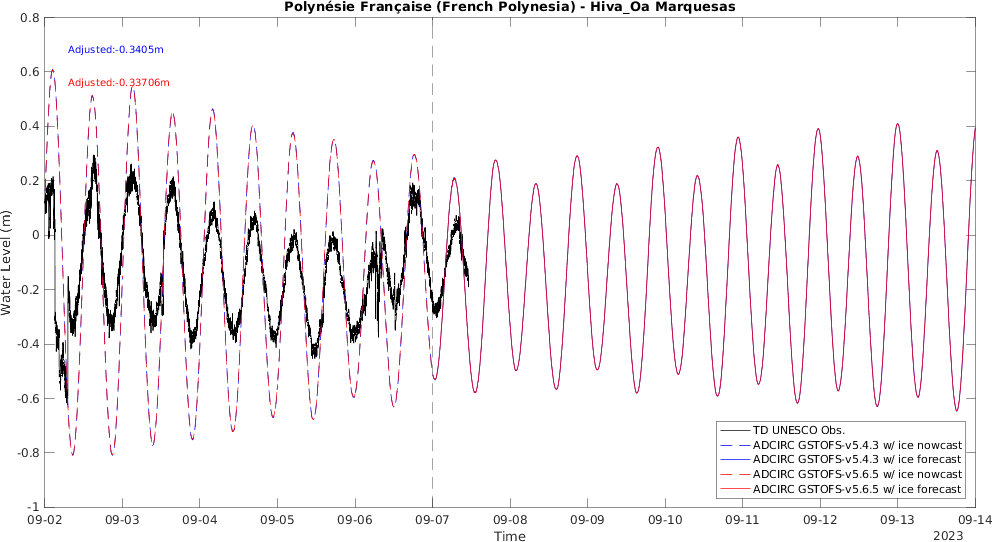 Polynésie Française (French Polynesia) - Hiva_Oa Marquesas
0.8
0.6
0.4
0.2
0
-0.2
-0.4
-0.6
-0.8
-1
Water Level (m)
Adjusted:-0.3405m
Adjusted:-0.33706m
TD UNESCO Obs.
ADCIRC GSTOFS-v5.4.3 w/ ice nowcast
ADCIRC GSTOFS-v5.4.3 w/ ice forecast
ADCIRC GSTOFS-v5.6.5 w/ ice nowcast
ADCIRC GSTOFS-v5.6.5 w/ ice forecast
09-02 09-03 09-04 09-05 09-06 09-07 09-08 09-09 09-10 09-11 09-12 09-13 09-14
Time
2023